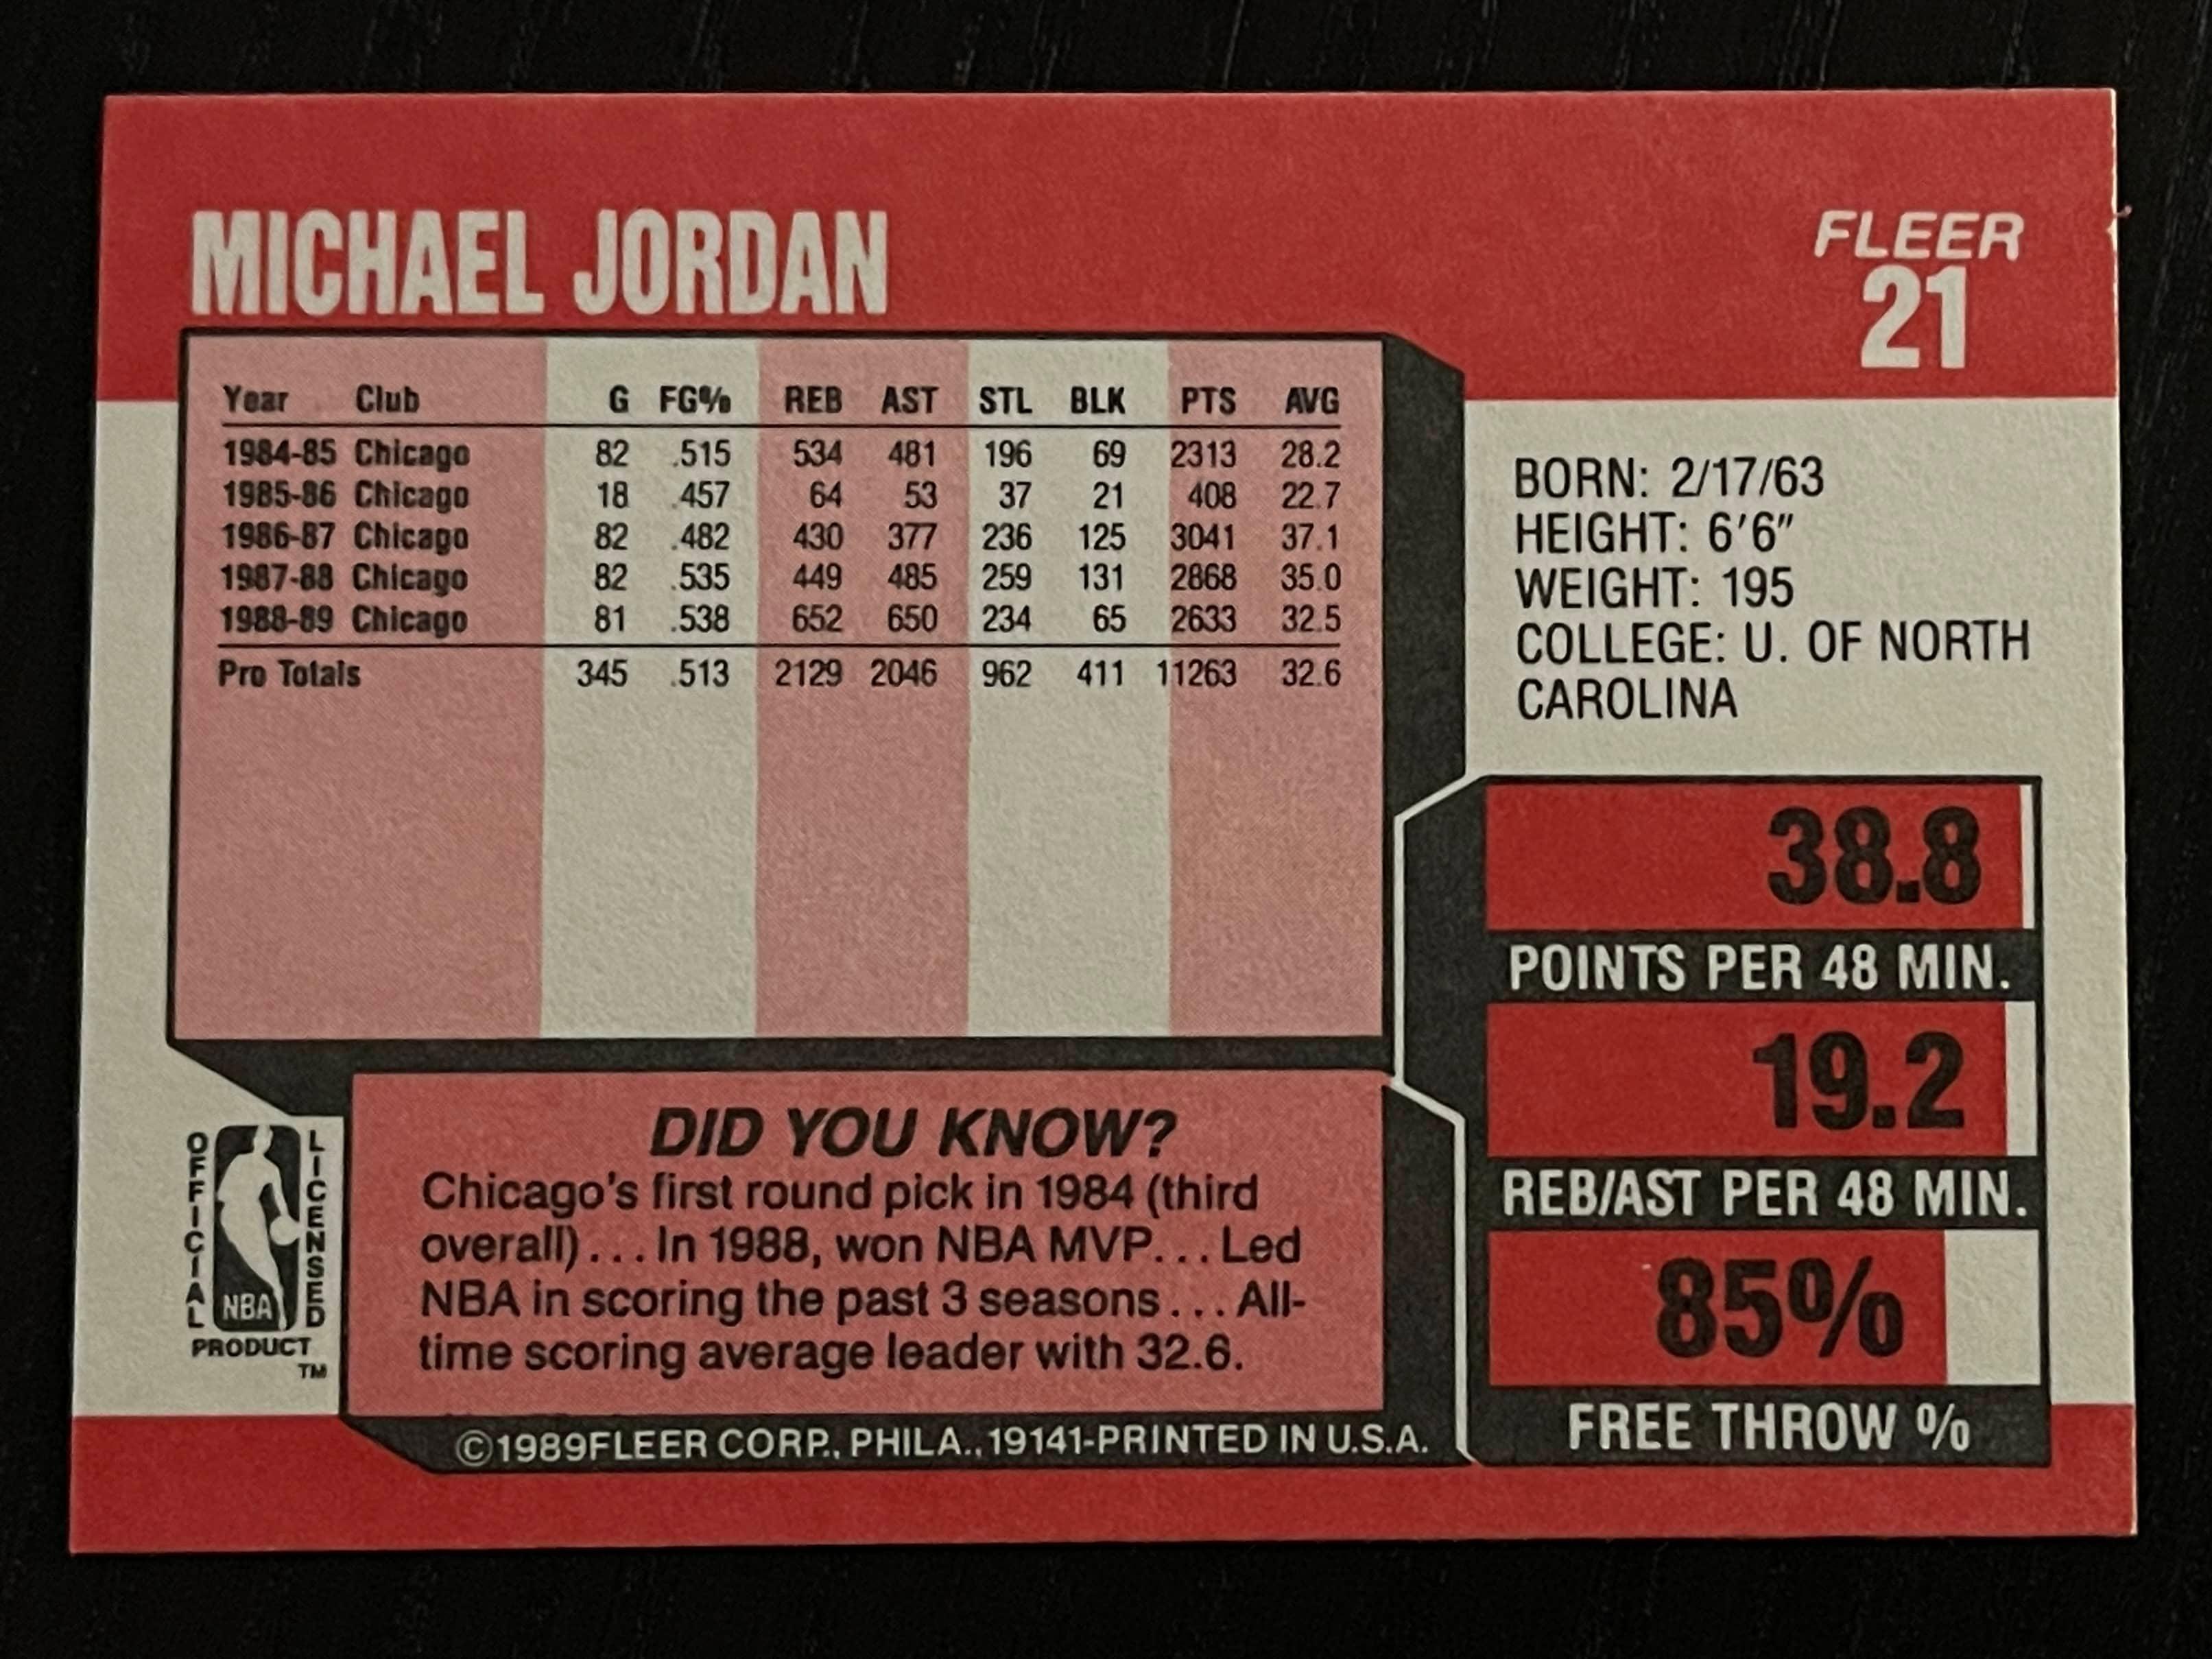 MICHAEL JORDAN
FLEER
21
Year Club G FG% REB AST STL BLK PTS AVG
1984-85 Chicago 82 .515 534 481 196 69 2313 28.2
1985-86 Chicago 18 .457 64 53 37 21 408 22.7
1986-87 Chicago 82 .482 430 377 236 125 3041 37.1
1987-88 Chicago 82 .535 449 485 259 131 2868 35.0
1988-89 Chicago 81 .538 652 650 234 65 2633 32.5
Pro Totals 345 .513 2129 2046 962 411 11263 32.6
BORN: 2/17/63
HEIGHT: 6'6"
WEIGHT: 195
COLLEGE: U. OF NORTH
CAROLINA
38.8
POINTS PER 48 MIN.
19.2
REB/AST PER 48 MIN.
85%
FREE THROW %
DID YOU KNOW?
Chicago's first round pick in 1984 (third
overall)... In 1988, won NBA MVP... Led
NBA in scoring the past 3 seasons... All-
time scoring average leader with 32.6.
OFFICIAL
NBA
LICENSED
PRODUCT
TM
©1989FLEER CORP., PHILA., 19141-PRINTED IN U.S.A.